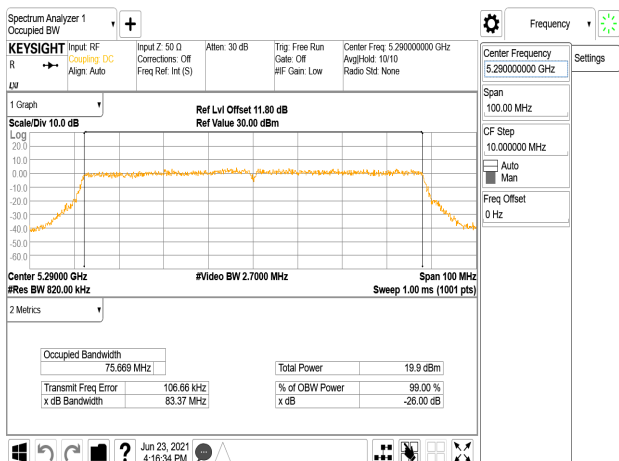 Spectrum Analyzer 1
Occupied BW
Frequency
KEYSIGHT
R
LXI
Input: RF
Coupling: DC
Align: Auto
Input Z: 50 Ω
Corrections: Off
Freq Ref: Int (S)
Atten: 30 dB
Trig: Free Run
Gate: Off
#IF Gain: Low
Center Freq: 5.290000000 GHz
Avg|Hold: 10/10
Radio Std: None
Center Frequency
5.290000000 GHz
Settings
Span
100.00 MHz
CF Step
10.000000 MHz
Auto
Man
Freq Offset
0 Hz
1 Graph
Ref Lvl Offset 11.80 dB
Scale/Div 10.0 dB
Ref Value 30.00 dBm
Log
20.0
10.0
0.00
-10.0
-20.0
-30.0
-40.0
-50.0
-60.0
Center 5.29000 GHz
#Video BW 2.7000 MHz
Span 100 MHz
#Res BW 820.00 kHz
Sweep 1.00 ms (1001 pts)
2 Metrics
Occupied Bandwidth
75.669 MHz
Total Power 19.9 dBm
Transmit Freq Error 106.66 kHz
% of OBW Power 99.00 %
x dB Bandwidth 83.37 MHz
x dB -26.00 dB
?
Jun 23, 2021
4:16:34 PM